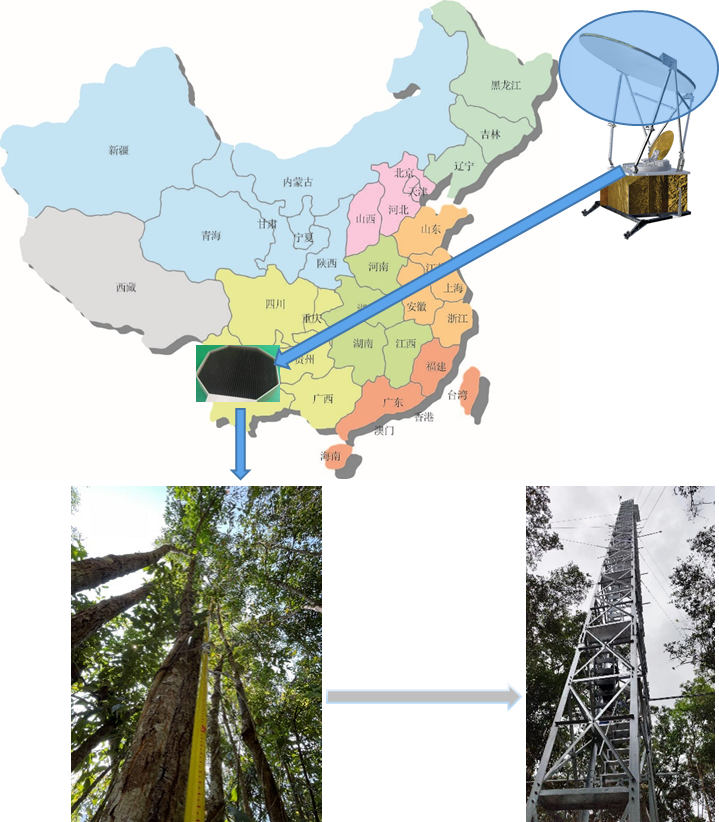 黑龙江
吉林
新疆
辽宁
北京
内蒙古
天津
河北
山西
甘肃
山东
青海
宁夏
陕西
河南
西藏
上海
四川
安徽
重庆
浙江
湖南
江西
贵州
福建
广西
广东
台湾
香港
澳门
海南